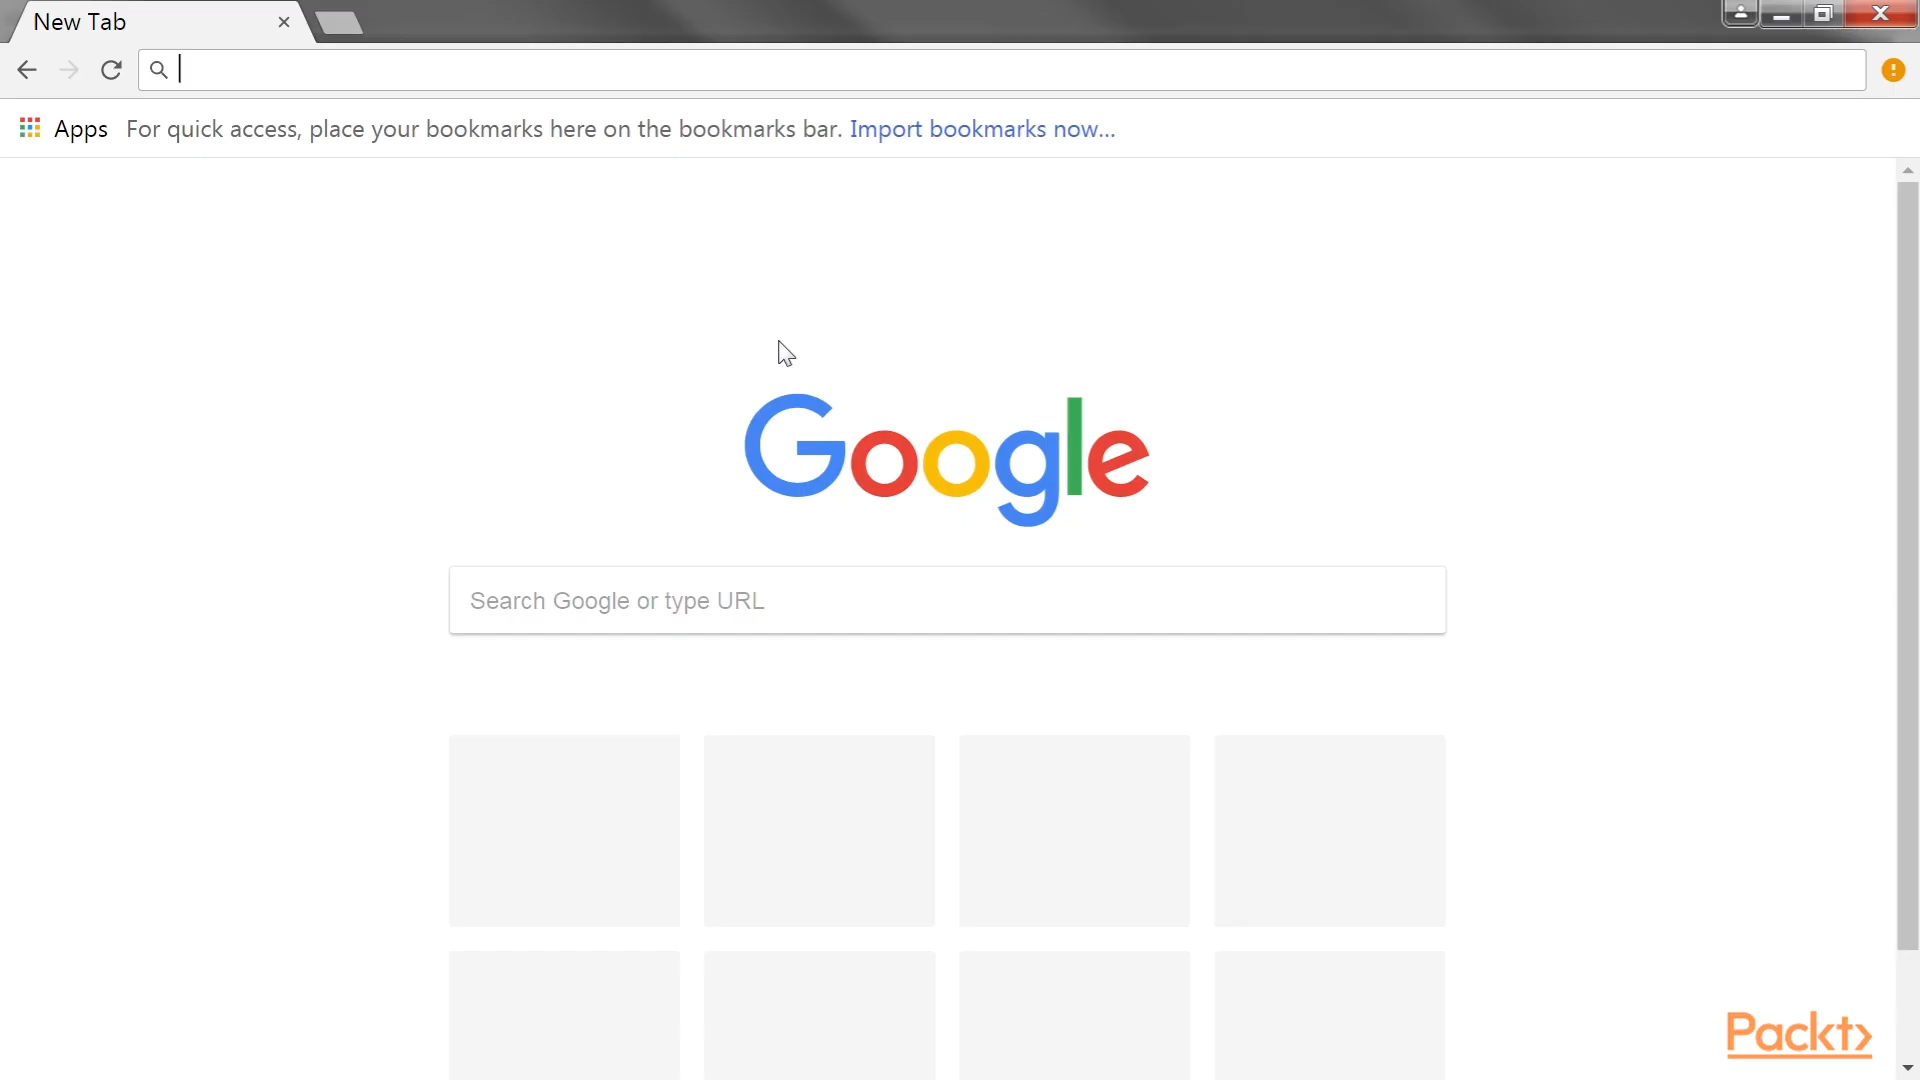 New Tab
Apps For quick access, place your bookmarks here on the bookmarks bar. Import bookmarks now...
Google
Search Google or type URL
Packt>